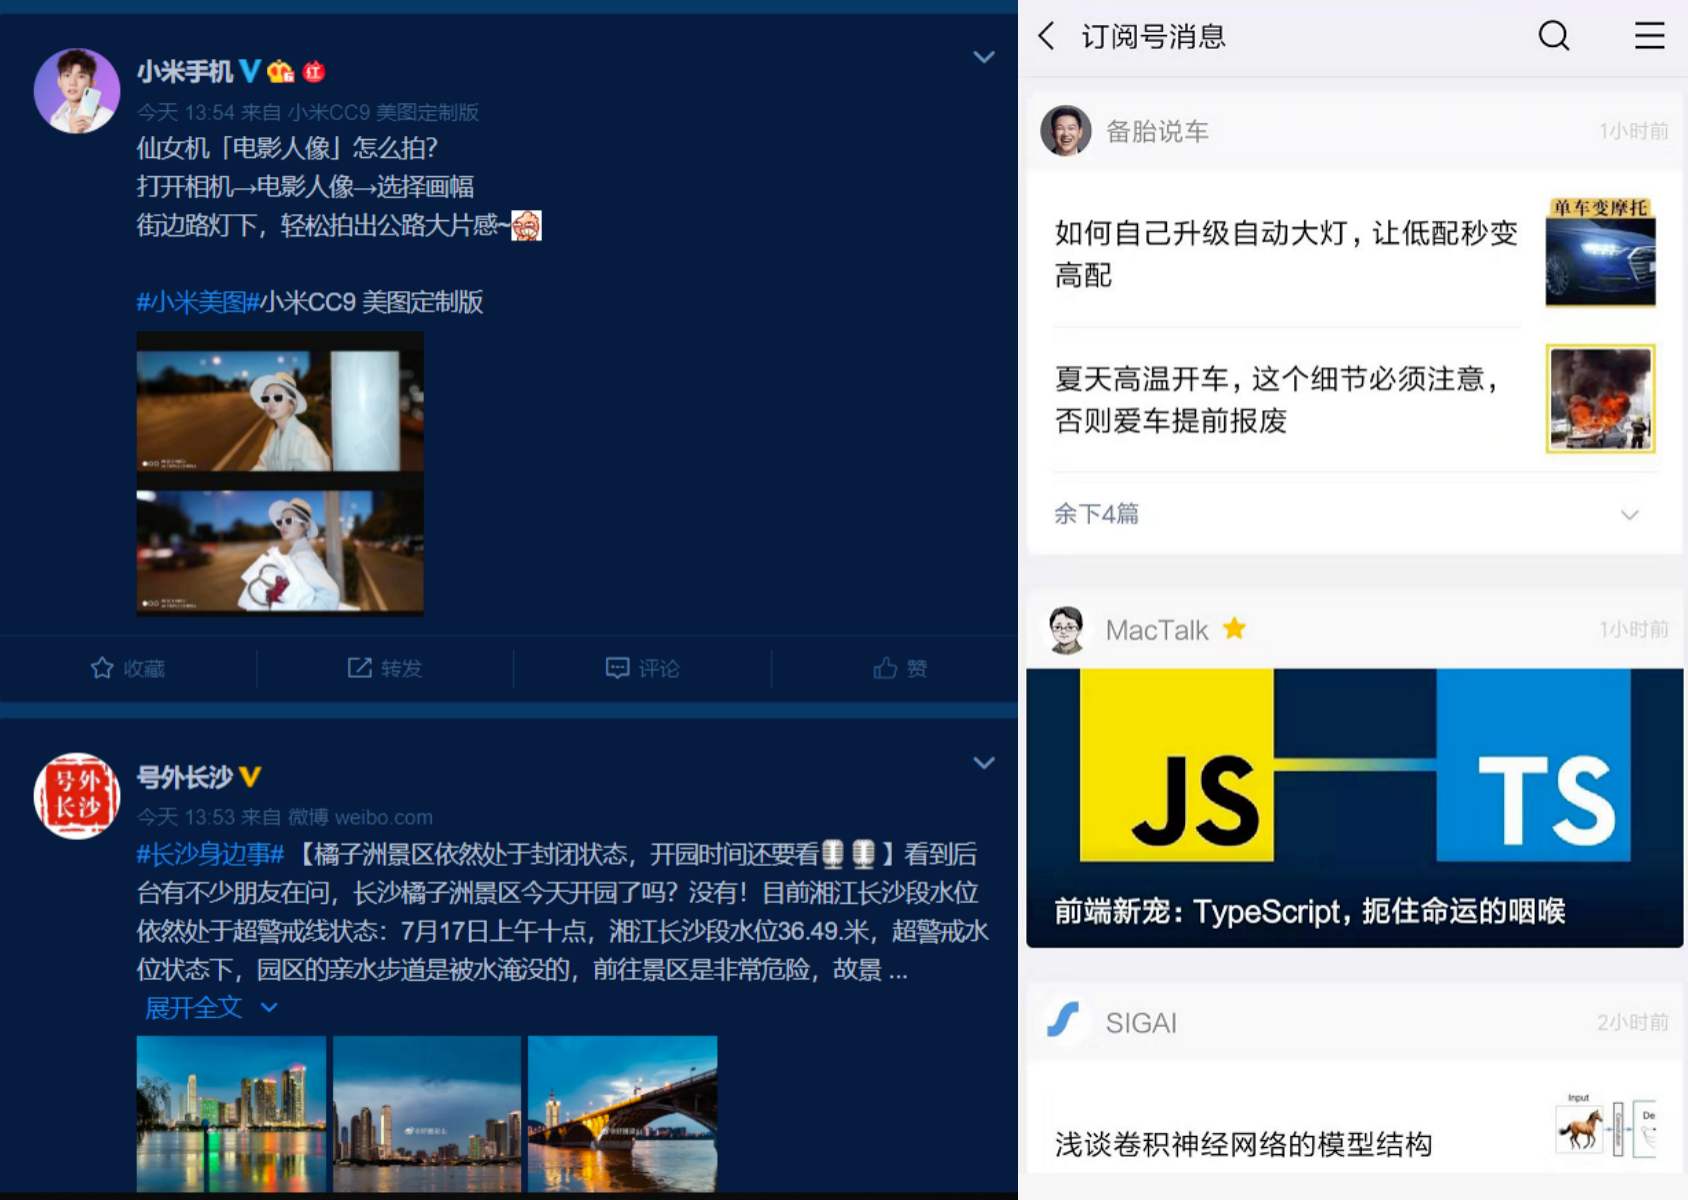 小米手机
今天 13:54 来自 小米CC9 美图定制版
仙女机「电影人像」怎么拍？
打开相机→电影人像→选择画幅
街边路灯下，轻松拍出公路大片感~
#小米美图#小米CC9 美图定制版
收藏
转发
评论
赞
号外长沙
号外
长沙
今天 13:53 来自 微博 weibo.com
#长沙身边事# 【橘子洲景区依然处于封闭状态，开园时间还要看】看到后
台有不少朋友在问，长沙橘子洲景区今天开园了吗？没有！目前湘江长沙段水位
依然处于超警戒线状态：7月17日上午十点，湘江长沙段水位36.49.米，超警戒水
位状态下，园区的亲水步道是被水淹没的，前往景区是非常危险，故景 ...
展开全文
订阅号消息
备胎说车
1小时前
如何自己升级自动大灯，让低配秒变
高配
单车变摩托
夏天高温开车，这个细节必须注意，
否则爱车提前报废
余下4篇
MacTalk
1小时前
JS
TS
前端新宠：TypeScript，扼住命运的咽喉
SIGAI
2小时前
浅谈卷积神经网络的模型结构
Input
De